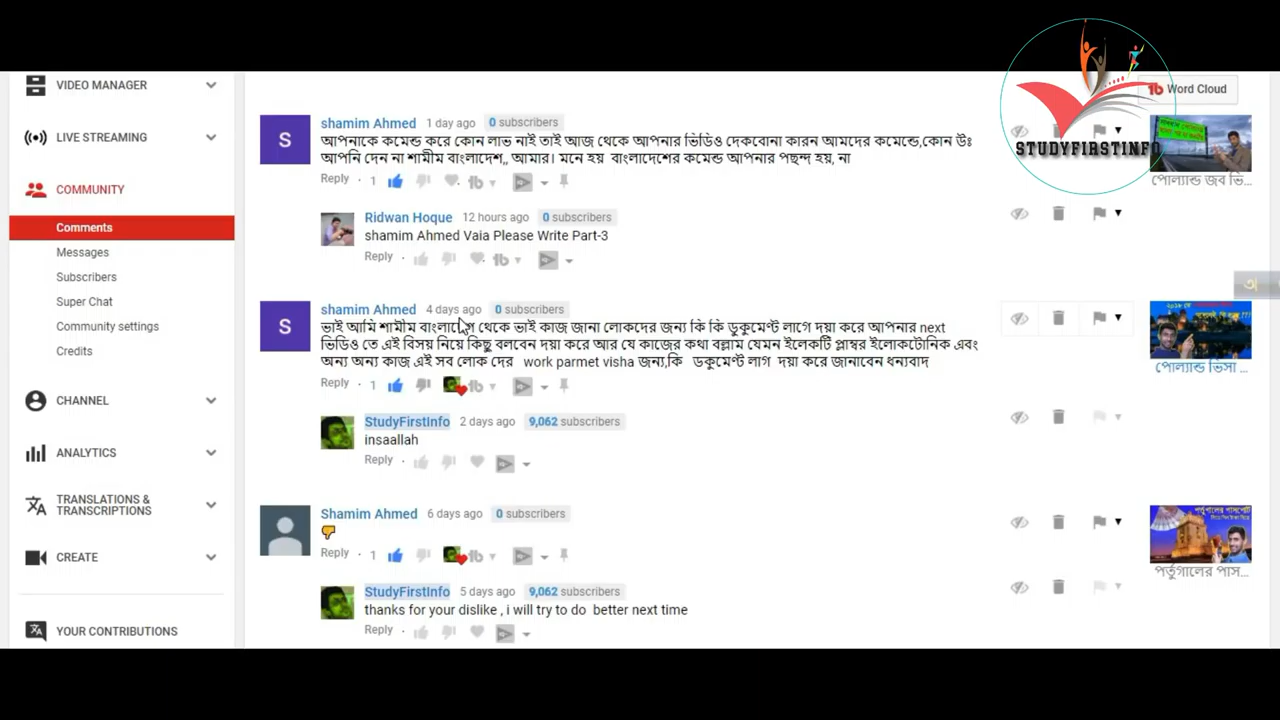 VIDEO MANAGER
LIVE STREAMING
COMMUNITY
Comments
Messages
Subscribers
Super Chat
Community settings
Credits
CHANNEL
ANALYTICS
TRANSLATIONS &
TRANSCRIPTIONS
CREATE
YOUR CONTRIBUTIONS
Word Cloud
STUDYFIRSTINFO
S
shamim Ahmed 1 day ago 0 subscribers
আপনাকে কমেন্ড করে কোন লাভ নাই তাই আজ থেকে আপনার ভিডিও দেকবোনা কারন আমদের কমেন্ডে,কোন উঃ
আপনি দেন না শামীম বাংলাদেশ,, আমার। মনে হয় বাংলাদেশের কমেন্ড আপনার পছন্দ হয়, না
Reply 1
পোল্যান্ড জব ভি...
Ridwan Hoque 12 hours ago 0 subscribers
shamim Ahmed Vaia Please Write Part-3
Reply
S
shamim Ahmed 4 days ago 0 subscribers
ভাই আমি শামীম বাংলাদেশ থেকে ভাই কাজ জানা লোকদের জন্য কি কি ডুকুমেণ্ট লাগে দয়া করে আপনার next
ভিডিও তে এই বিসয় নিয়ে কিছু বলবেন দয়া করে আর যে কাজের কথা বল্লাম যেমন ইলেকটি প্লাম্বর ইলোকটোনিক এবং
অন্য অন্য কাজ এই সব লোক দের work parmet visha জন্য,কি ডকুমেণ্ট লাগ দয়া করে জানাবেন ধন্যবাদ
Reply 1
পোল্যান্ড ভিসা ...
অ
StudyFirstInfo 2 days ago 9,062 subscribers
insaallah
Reply
Shamim Ahmed 6 days ago 0 subscribers
Reply 1
পর্তুগালের পাস...
StudyFirstInfo 5 days ago 9,062 subscribers
thanks for your dislike , i will try to do better next time
Reply